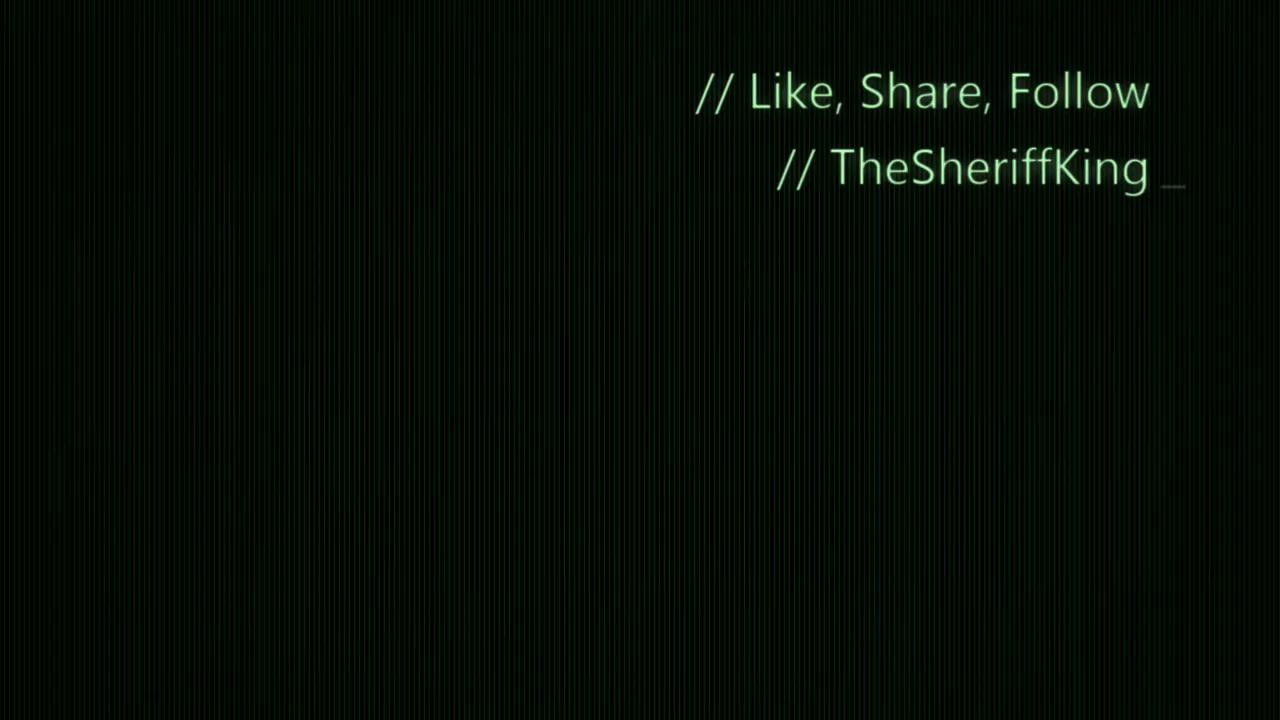 // Like, Share, Follow
// TheSheriffKing _